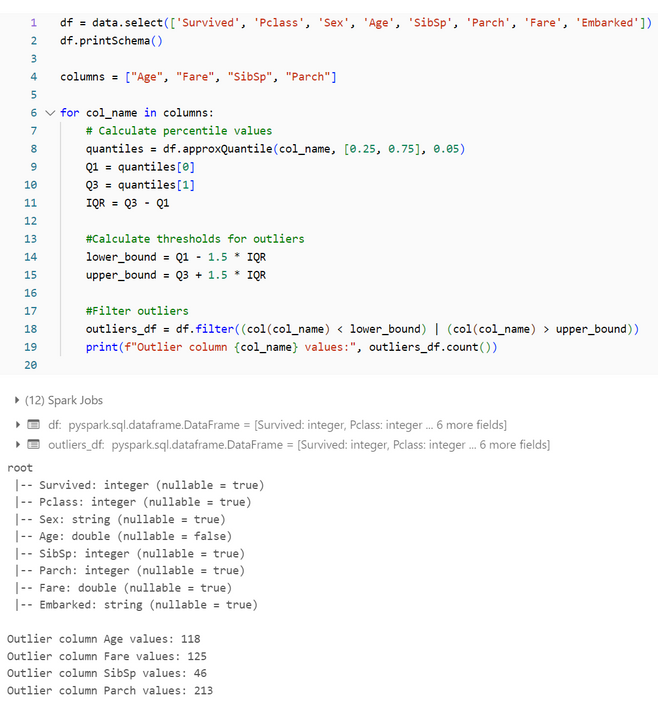 1 df = data.select(['Survived', 'Pclass', 'Sex', 'Age', 'SibSp', 'Parch', 'Fare', 'Embarked'])
2 df.printSchema()
3
4 columns = ["Age", "Fare", "SibSp", "Parch"]
5
6 for col_name in columns:
7     # Calculate percentile values
8     quantiles = df.approxQuantile(col_name, [0.25, 0.75], 0.05)
9     Q1 = quantiles[0]
10     Q3 = quantiles[1]
11     IQR = Q3 - Q1
12
13     #Calculate thresholds for outliers
14     lower_bound = Q1 - 1.5 * IQR
15     upper_bound = Q3 + 1.5 * IQR
16
17     #Filter outliers
18     outliers_df = df.filter((col(col_name) < lower_bound) | (col(col_name) > upper_bound))
19     print(f"Outlier column {col_name} values:", outliers_df.count())
20
(12) Spark Jobs
df: pyspark.sql.dataframe.DataFrame = [Survived: integer, Pclass: integer ... 6 more fields]
outliers_df: pyspark.sql.dataframe.DataFrame = [Survived: integer, Pclass: integer ... 6 more fields]
root
 |-- Survived: integer (nullable = true)
 |-- Pclass: integer (nullable = true)
 |-- Sex: string (nullable = true)
 |-- Age: double (nullable = false)
 |-- SibSp: integer (nullable = true)
 |-- Parch: integer (nullable = true)
 |-- Fare: double (nullable = true)
 |-- Embarked: string (nullable = true)
Outlier column Age values: 118
Outlier column Fare values: 125
Outlier column SibSp values: 46
Outlier column Parch values: 213